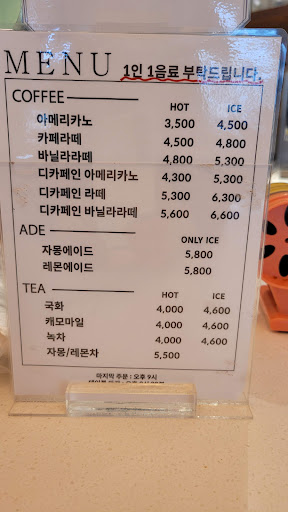 MENU 1인 1음료 부탁드립니다.
COFFEE HOT ICE
아메리카노 3,500 4,500
카페라떼 4,500 4,800
바닐라라떼 4,800 5,300
디카페인 아메리카노 4,300 5,300
디카페인 라떼 5,300 6,300
디카페인 바닐라라떼 5,600 6,600
ADE ONLY ICE
자몽에이드 5,800
레몬에이드 5,800
TEA HOT ICE
국화 4,000 4,600
캐모마일 4,000 4,600
녹차 4,000 4,600
자몽/레몬차 5,500
마지막 주문 : 오후 9시